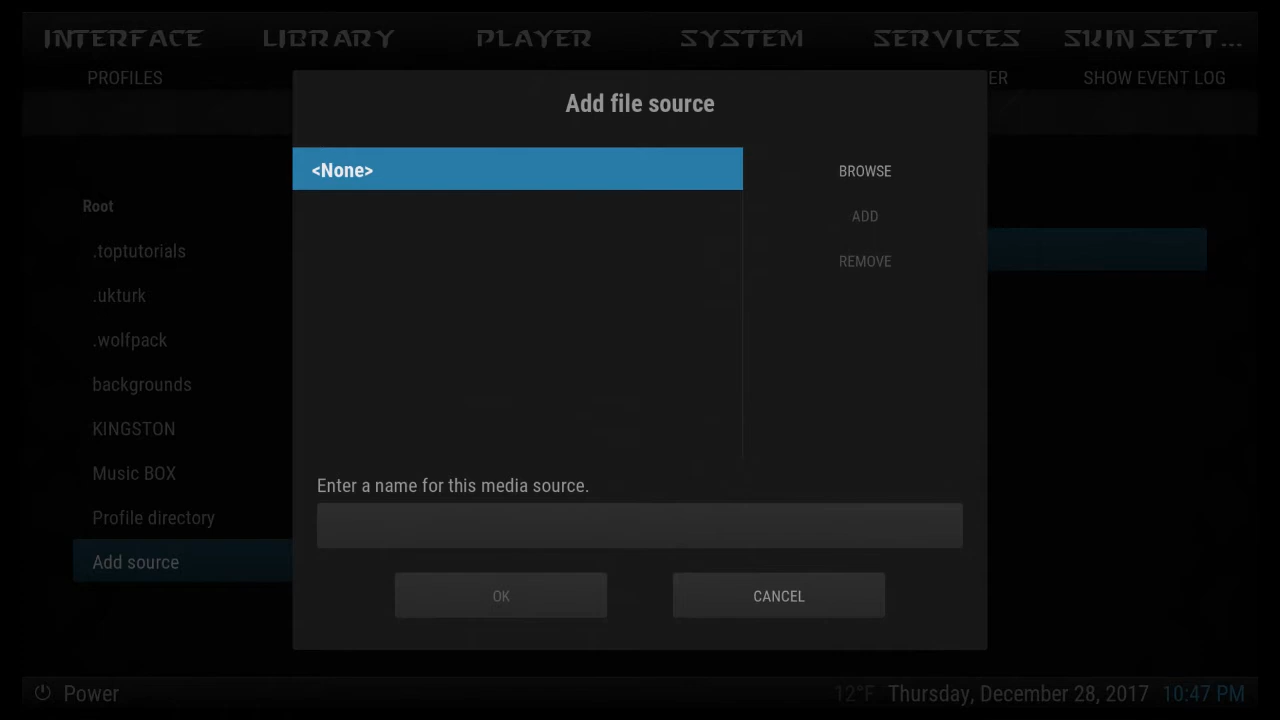 INTERFACE LIBRARY PLAYER SYSTEM SERVICES SKIN SETT...
PROFILES ER SHOW EVENT LOG
Add file source
<None>
BROWSE
ADD
REMOVE
Root
.toptutorials
.ukturk
.wolfpack
backgrounds
KINGSTON
Music BOX
Profile directory
Add source
Enter a name for this media source.
OK CANCEL
Power 12°F Thursday, December 28, 2017 10:47 PM